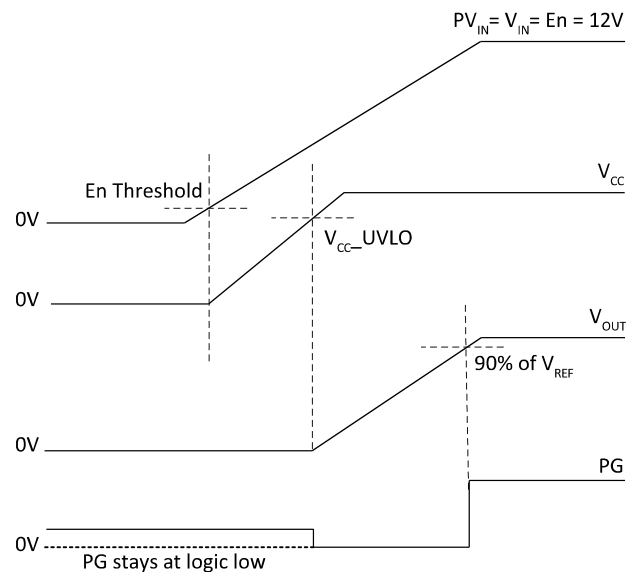 PV_IN = V_IN = En = 12V
En Threshold
V_CC
0V
V_CC_UVLO
0V
V_OUT
90% of V_REF
0V
PG
0V
PG stays at logic low